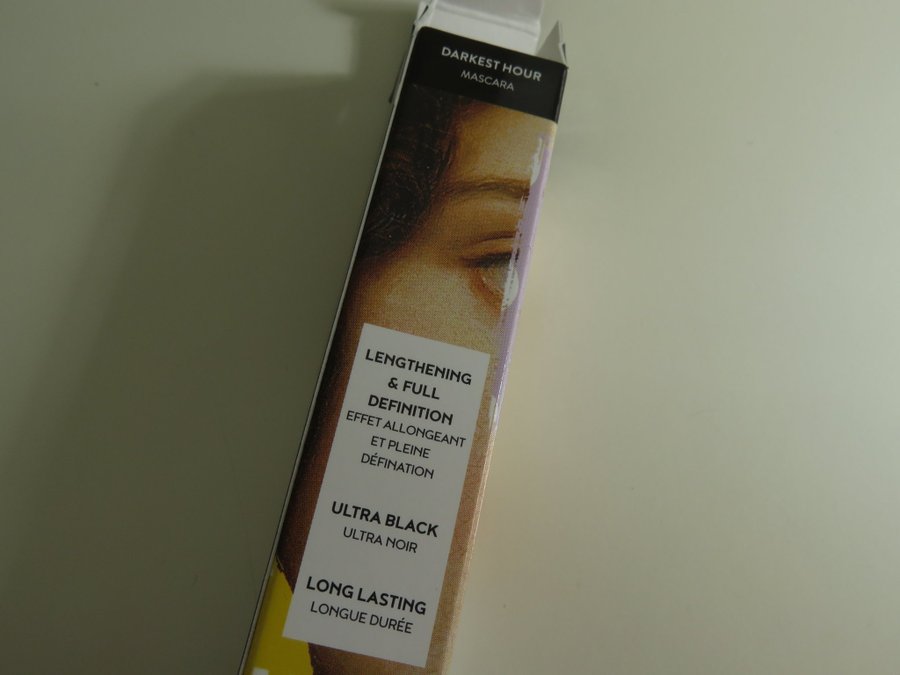 DARKEST HOUR
MASCARA
LENGTHENING
& FULL
DEFINITION
EFFET ALLONGEANT
ET PLEINE
DÉFINATION
ULTRA BLACK
ULTRA NOIR
LONG LASTING
LONGUE DURÉE